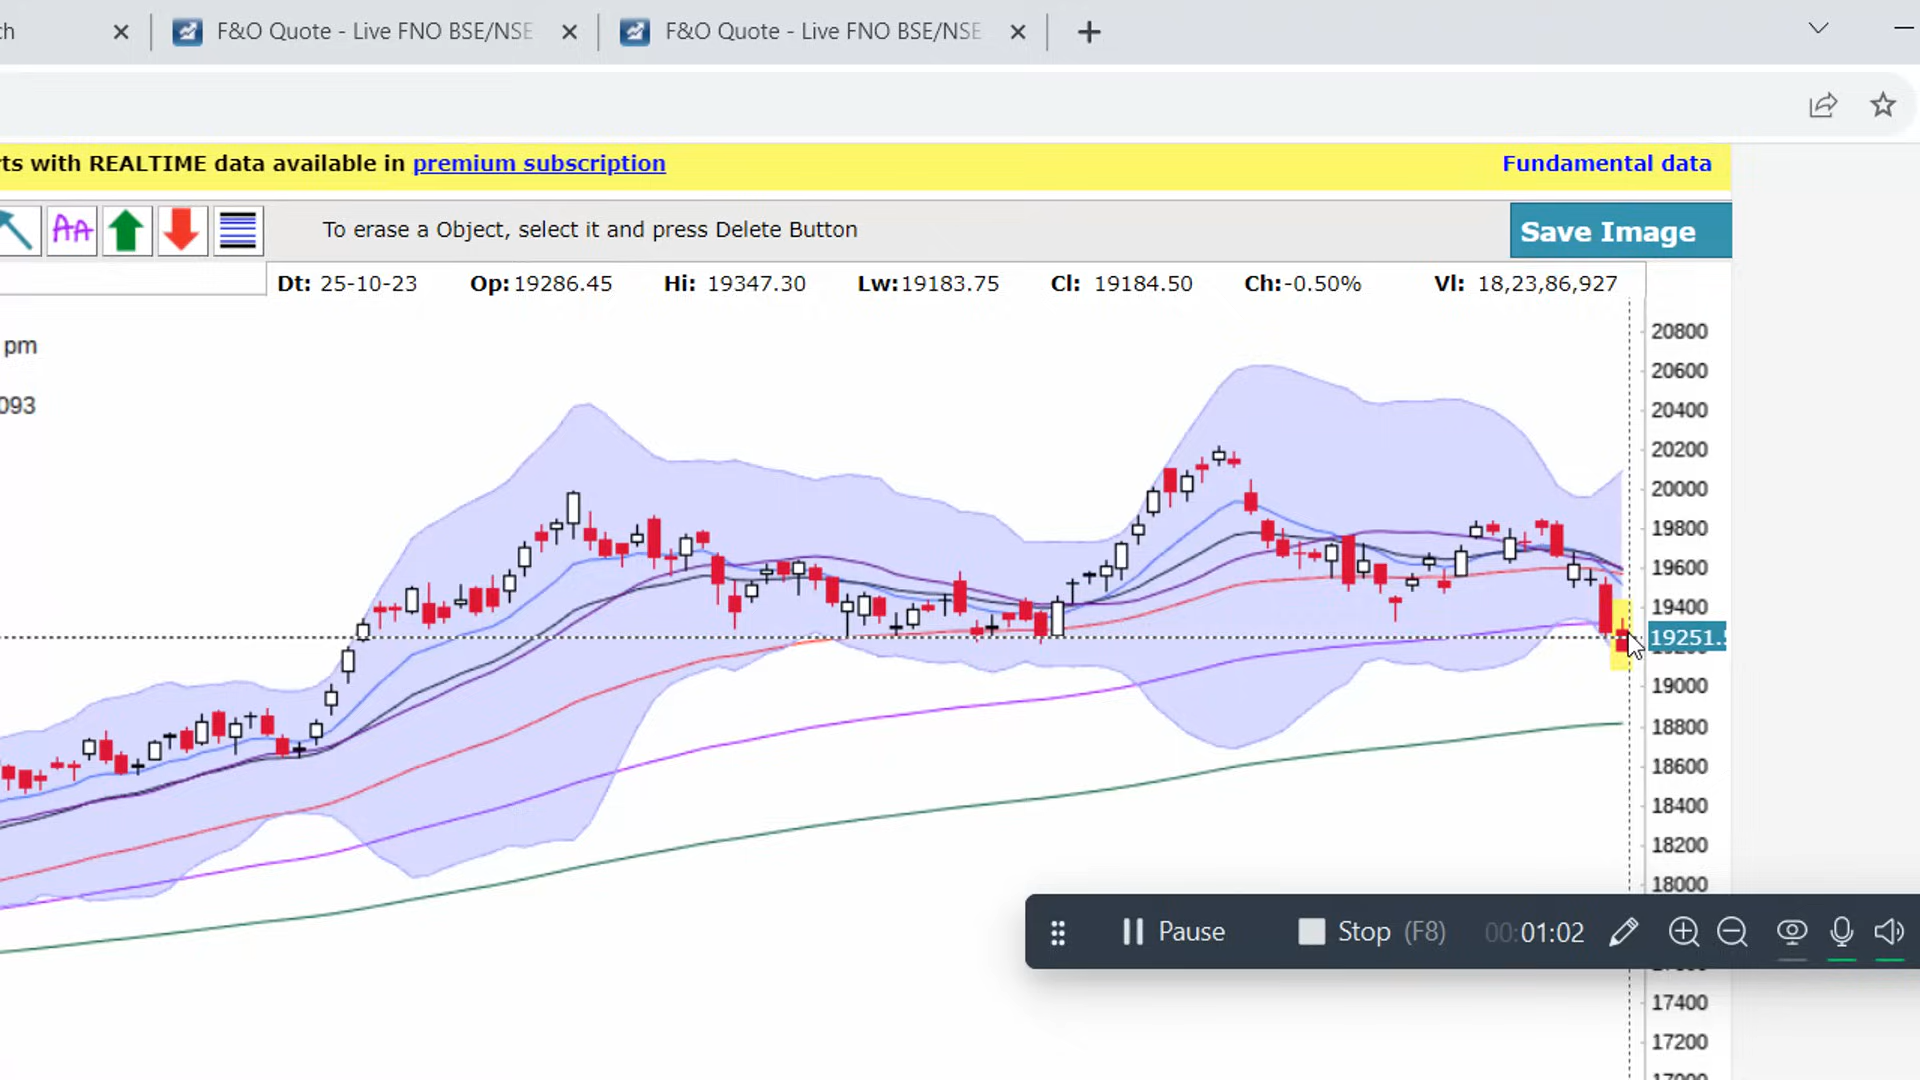 ch
F&O Quote - Live FNO BSE/NSE
F&O Quote - Live FNO BSE/NSE
ts with REALTIME data available in premium subscription
Fundamental data
AA
To erase a Object, select it and press Delete Button
Save Image
Dt: 25-10-23 Op: 19286.45 Hi: 19347.30 Lw: 19183.75 Cl: 19184.50 Ch: -0.50% Vl: 18,23,86,927
pm
093
20800
20600
20400
20200
20000
19800
19600
19400
19251.5
19000
18800
18600
18400
18200
18000
Pause Stop (F8) 00:01:02
17400
17200